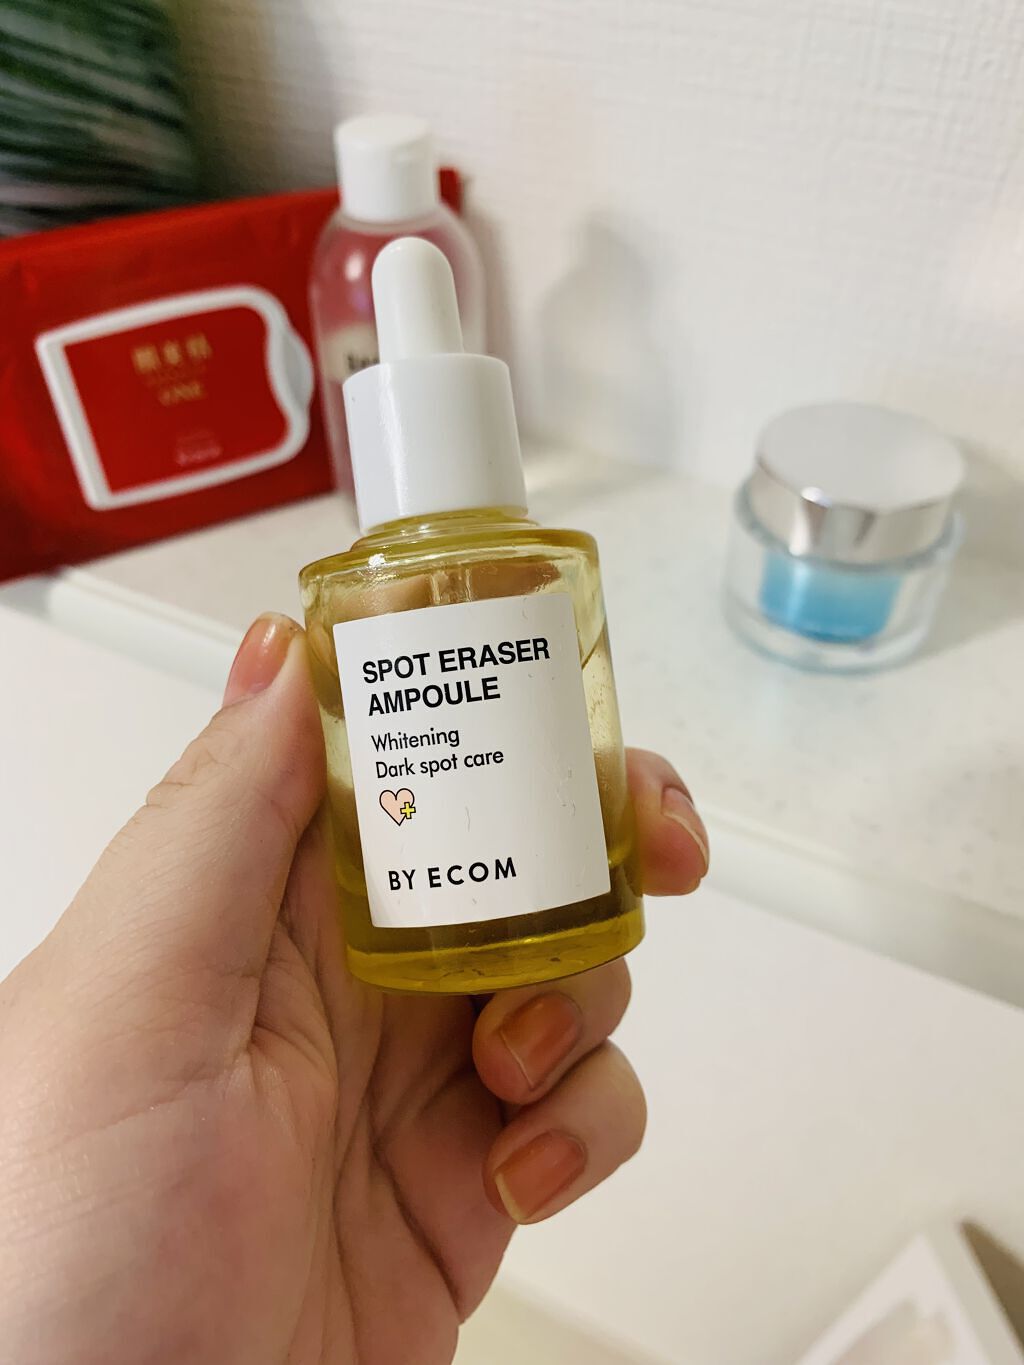 SPOT ERASER
AMPOULE
Whitening
Dark spot care
BY ECOM